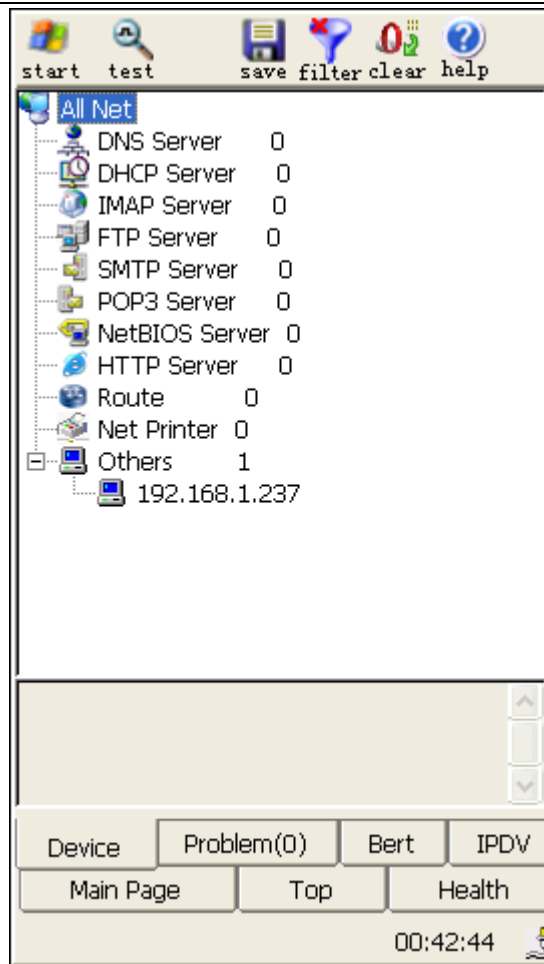 start test save filter clear help
All Net
DNS Server 0
DHCP Server 0
IMAP Server 0
FTP Server 0
SMTP Server 0
POP3 Server 0
NetBIOS Server 0
HTTP Server 0
Route 0
Net Printer 0
Others 1
192.168.1.237
Device Problem(0) Bert IPDV
Main Page Top Health
00:42:44